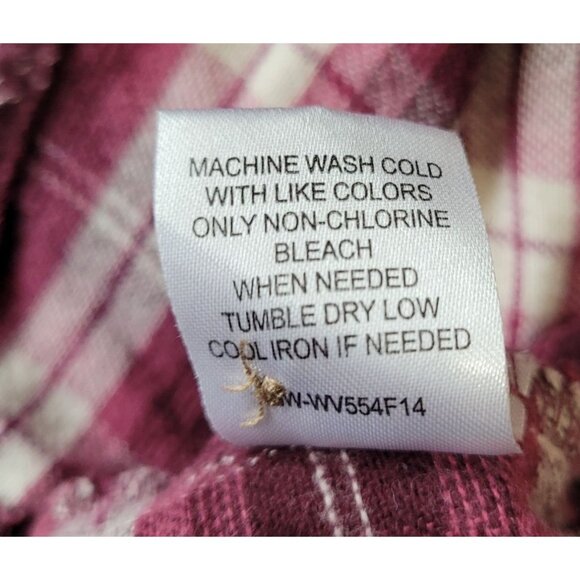 MACHINE WASH COLD
WITH LIKE COLORS
ONLY NON-CHLORINE
BLEACH
WHEN NEEDED
TUMBLE DRY LOW
COOL IRON IF NEEDED